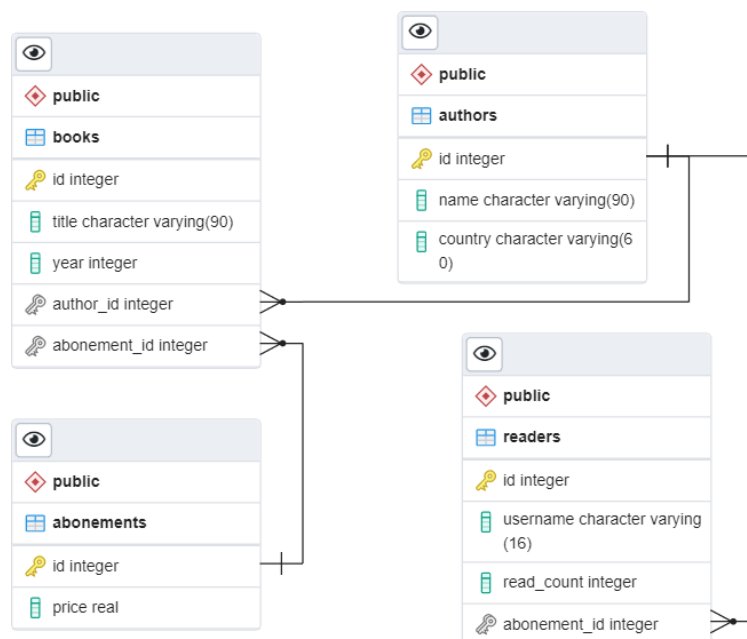 public
books
id integer
title character varying(90)
year integer
author_id integer
abonement_id integer
public
authors
id integer
name character varying(90)
country character varying(6
0)
public
abonements
id integer
price real
public
readers
id integer
username character varying
(16)
read_count integer
abonement_id integer